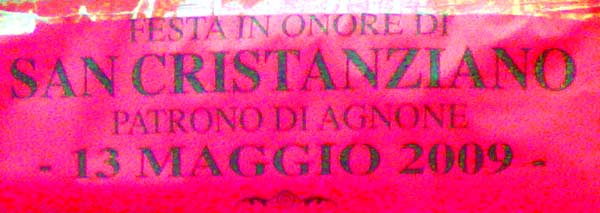 FESTA IN ONORE DI
SAN CRISTANZIANO
PATRONO DI AGNONE
- 13 MAGGIO 2009 -